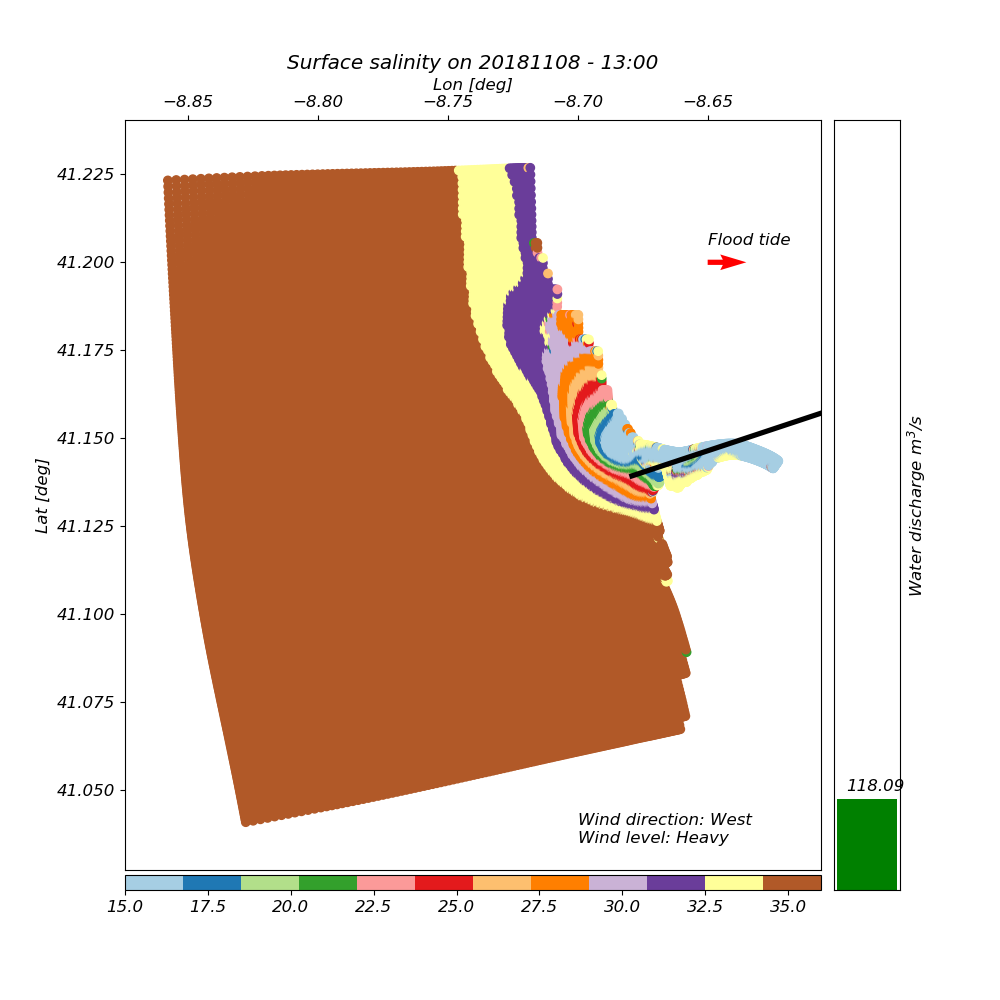 Surface salinity on 20181108 - 13:00
Lon [deg]
−8.85 −8.80 −8.75 −8.70 −8.65
41.225
41.200
41.175
41.150
41.125
41.100
41.075
41.050
Lat [deg]
Flood tide
Wind direction: West
Wind level: Heavy
118.09
Water discharge m³/s
15.0 17.5 20.0 22.5 25.0 27.5 30.0 32.5 35.0